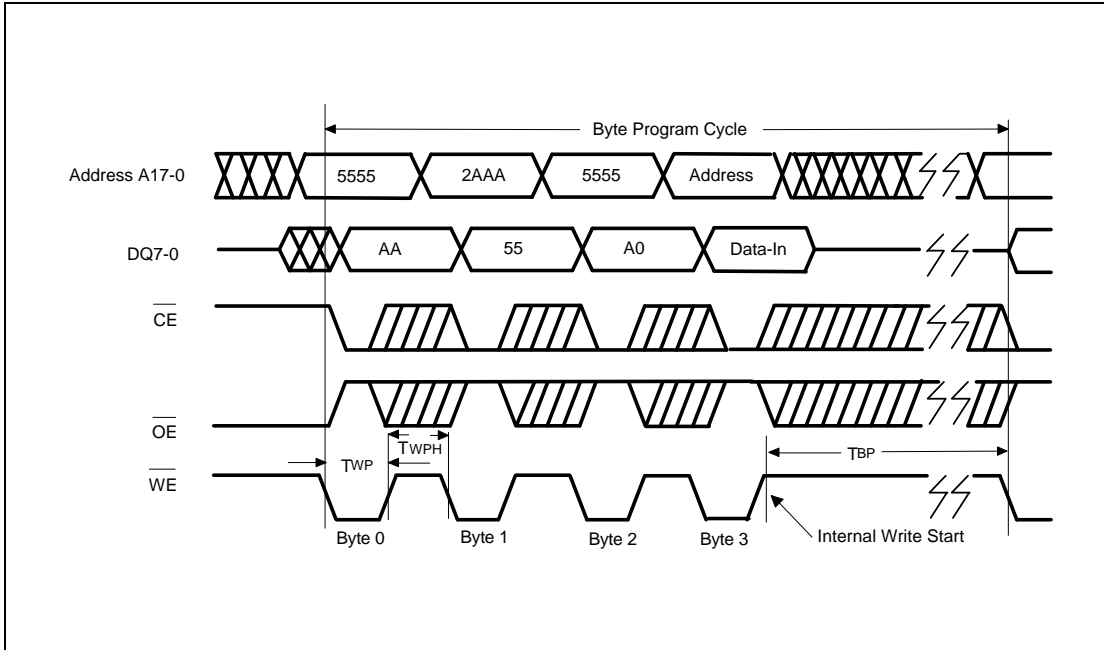 Byte Program Cycle
Address A17-0
5555
2AAA
5555
Address
DQ7-0
AA
55
A0
Data-In
CE
OE
TWP
TWPH
TBP
WE
Byte 0
Byte 1
Byte 2
Byte 3
Internal Write Start